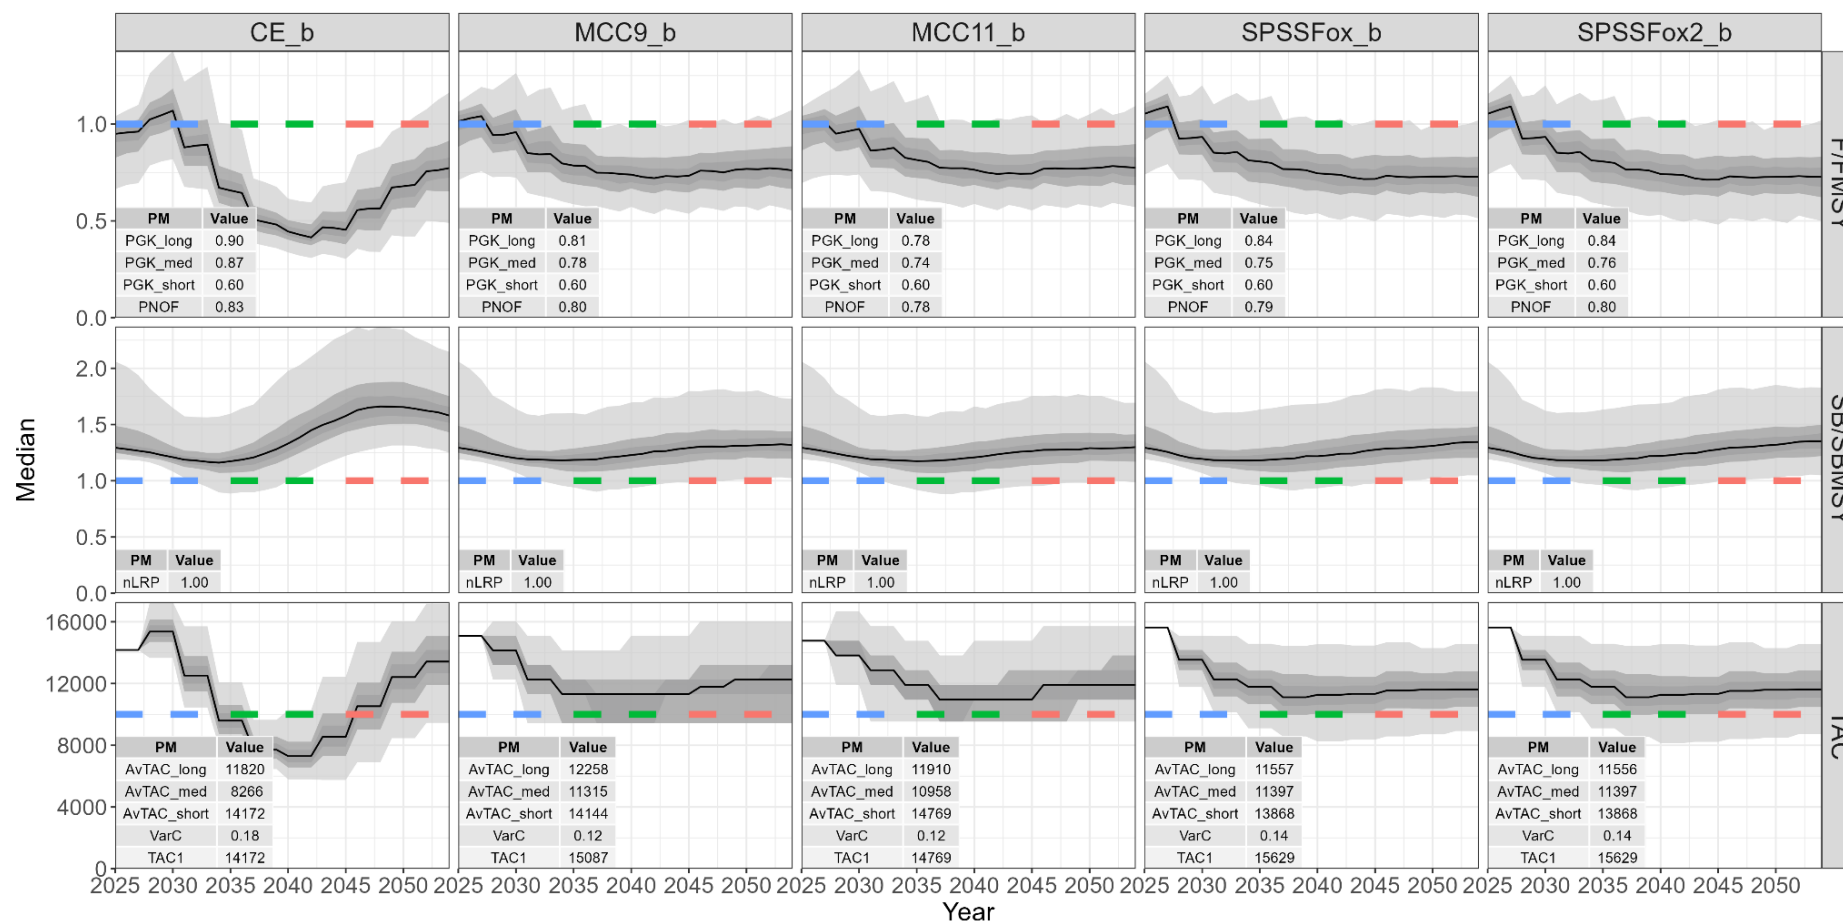 CE_b MCC9_b MCC11_b SPSSFox_b SPSSFox2_b
F/FMSY
1.0
0.5
0.0
PM Value PM Value PM Value PM Value PM Value
PGK_long 0.90 PGK_long 0.81 PGK_long 0.78 PGK_long 0.84 PGK_long 0.84
PGK_med 0.87 PGK_med 0.78 PGK_med 0.74 PGK_med 0.75 PGK_med 0.76
PGK_short 0.60 PGK_short 0.60 PGK_short 0.60 PGK_short 0.60 PGK_short 0.60
PNOF 0.83 PNOF 0.80 PNOF 0.78 PNOF 0.79 PNOF 0.80
SB/SBMSY
2.0
1.5
1.0
0.5
0.0
Median
PM Value PM Value PM Value PM Value PM Value
nLRP 1.00 nLRP 1.00 nLRP 1.00 nLRP 1.00 nLRP 1.00
TAC
16000
12000
8000
4000
0
PM Value PM Value PM Value PM Value PM Value
AvTAC_long 11820 AvTAC_long 12258 AvTAC_long 11910 AvTAC_long 11557 AvTAC_long 11556
AvTAC_med 8266 AvTAC_med 11315 AvTAC_med 10958 AvTAC_med 11397 AvTAC_med 11397
AvTAC_short 14172 AvTAC_short 14144 AvTAC_short 14769 AvTAC_short 13868 AvTAC_short 13868
VarC 0.18 VarC 0.12 VarC 0.12 VarC 0.14 VarC 0.14
TAC1 14172 TAC1 15087 TAC1 14769 TAC1 15629 TAC1 15629
2025 2030 2035 2040 2045 2050 2025 2030 2035 2040 2045 2050 2025 2030 2035 2040 2045 2050 2025 2030 2035 2040 2045 2050 2025 2030 2035 2040 2045 2050
Year